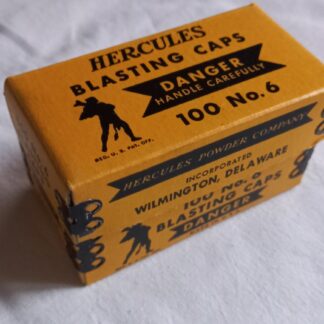 HERCULES
BLASTING CAPS
DANGER
HANDLE CAREFULLY
100 No. 6
REG. U. S. PAT. OFF.
HERCULES POWDER COMPANY
INCORPORATED
WILMINGTON, DELAWARE
100 No. 6
BLASTING CAPS
DANGER